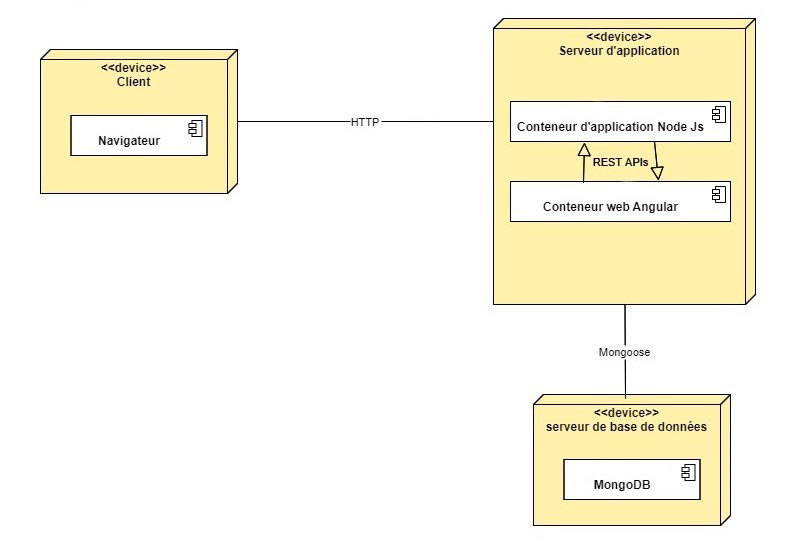 <<device>>
Client
Navigateur
HTTP
<<device>>
Serveur d'application
Conteneur d'application Node Js
REST APIs
Conteneur web Angular
Mongoose
<<device>>
serveur de base de données
MongoDB